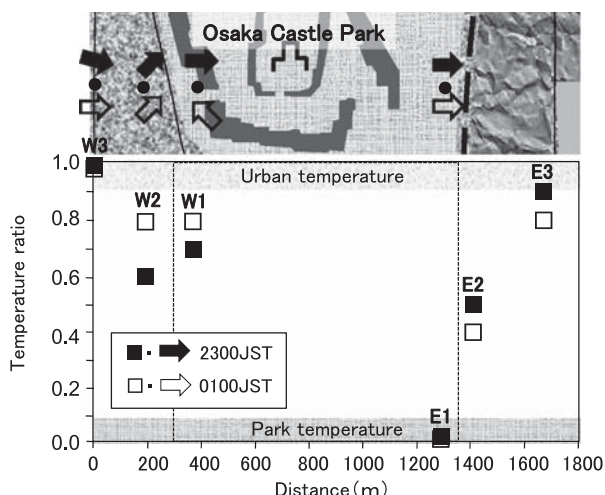 Osaka Castle Park
W3
1.0
Urban temperature
E3
W2
W1
0.8
0.6
E2
0.4
2300JST
0100JST
0.2
E1
Park temperature
0.0
0 200 400 600 800 1000 1200 1400 1600 1800
Temperature ratio
Distance(m)